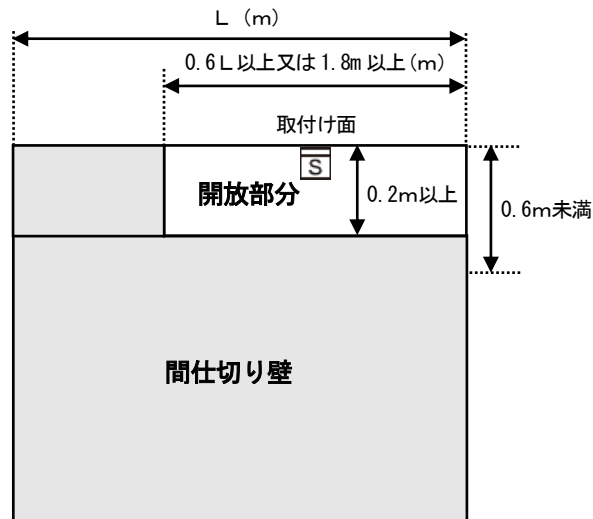 L (m)
0.6L以上又は1.8m以上(m)
取付け面
S
開放部分
0.2m以上
0.6m未満
間仕切り壁